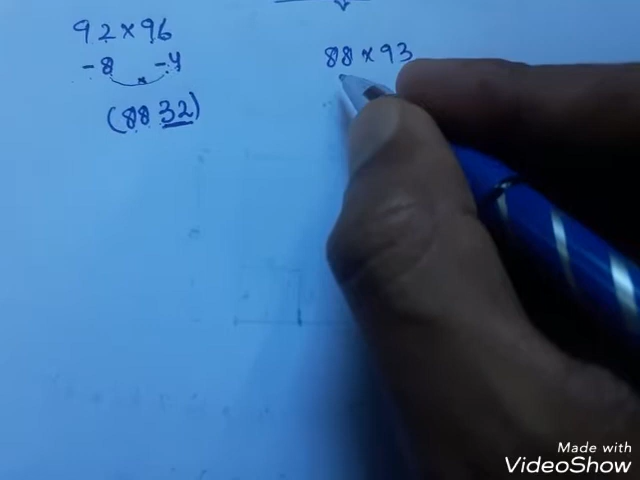 92 × 96
-8 × -4
(88 32)
88 × 93
Made with
VideoShow